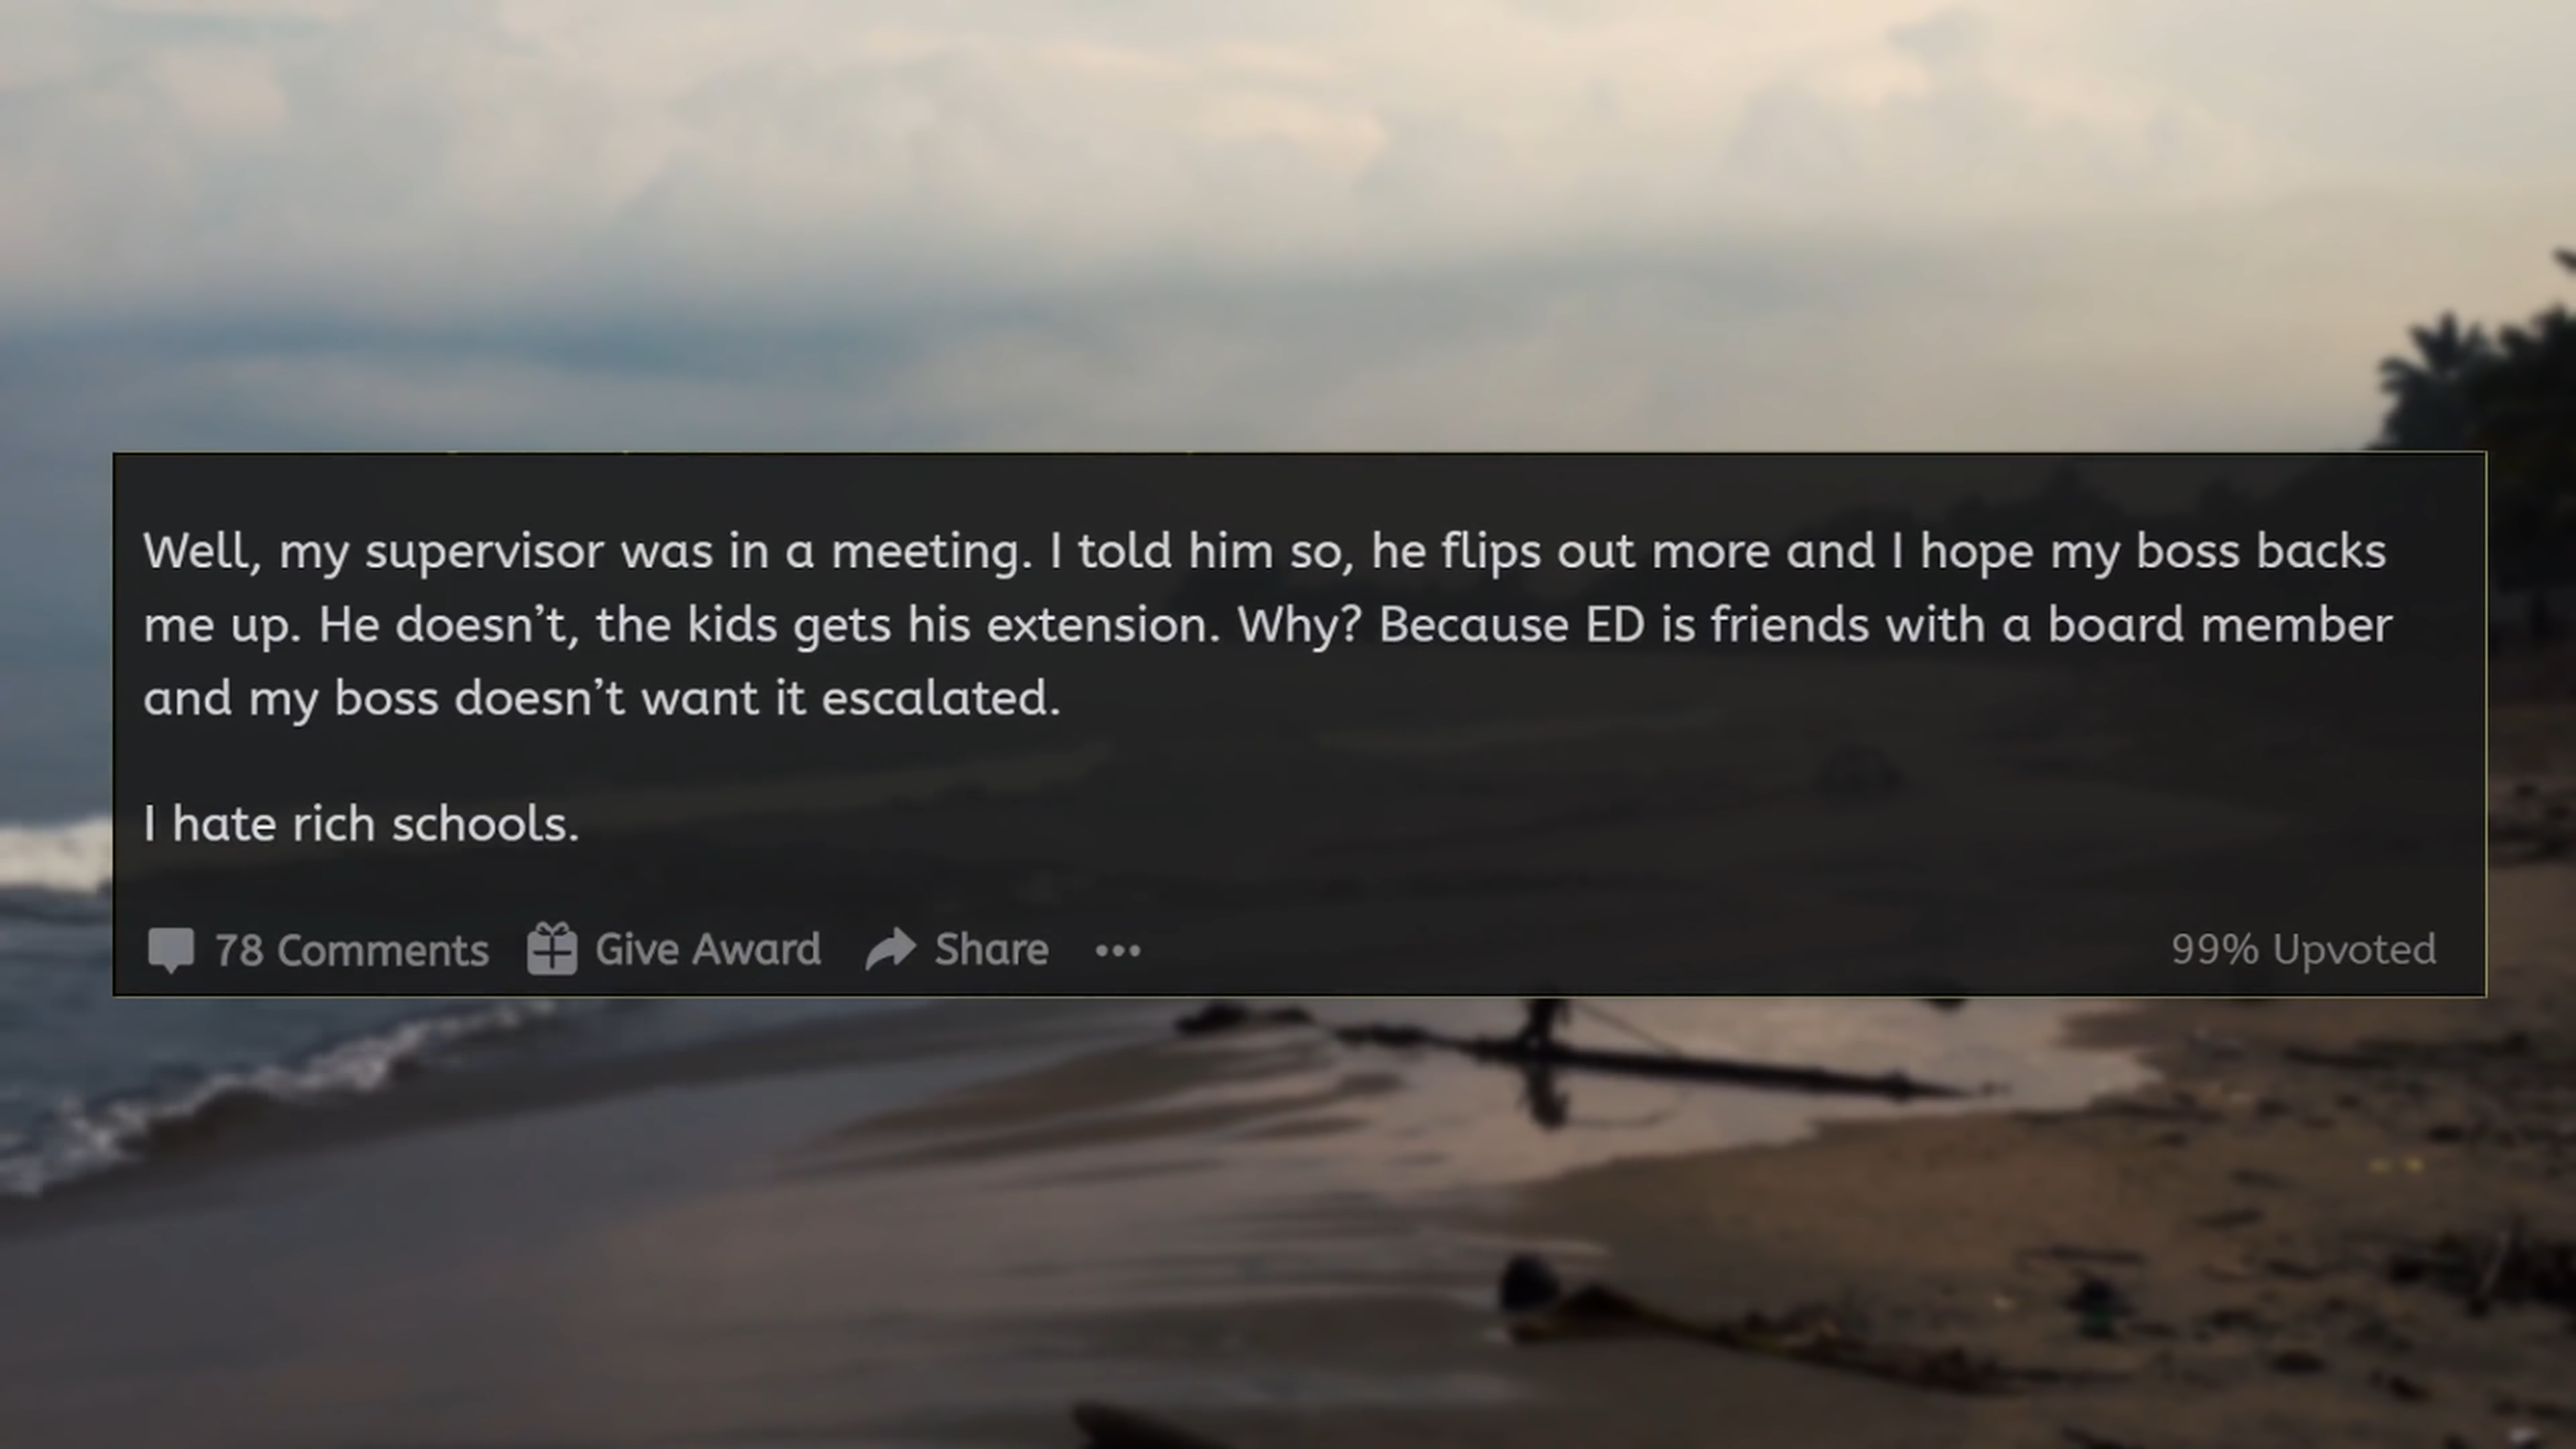 Well, my supervisor was in a meeting. I told him so, he flips out more and I hope my boss backs
me up. He doesn’t, the kids gets his extension. Why? Because ED is friends with a board member
and my boss doesn’t want it escalated.
I hate rich schools.
78 Comments Give Award Share ••• 99% Upvoted